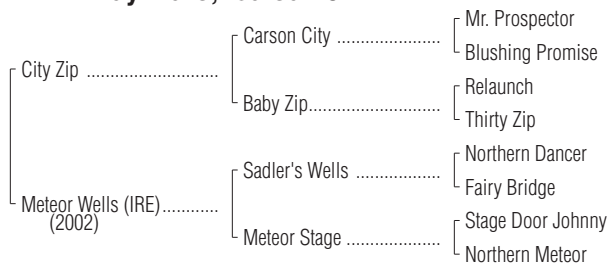 Mr. Prospector
Carson City ....................
Blushing Promise
City Zip .........................
Relaunch
Baby Zip.........................
Thirty Zip
Northern Dancer
Sadler's Wells ................
Fairy Bridge
Meteor Wells (IRE)...........
(2002)
Stage Door Johnny
Meteor Stage ..................
Northern Meteor